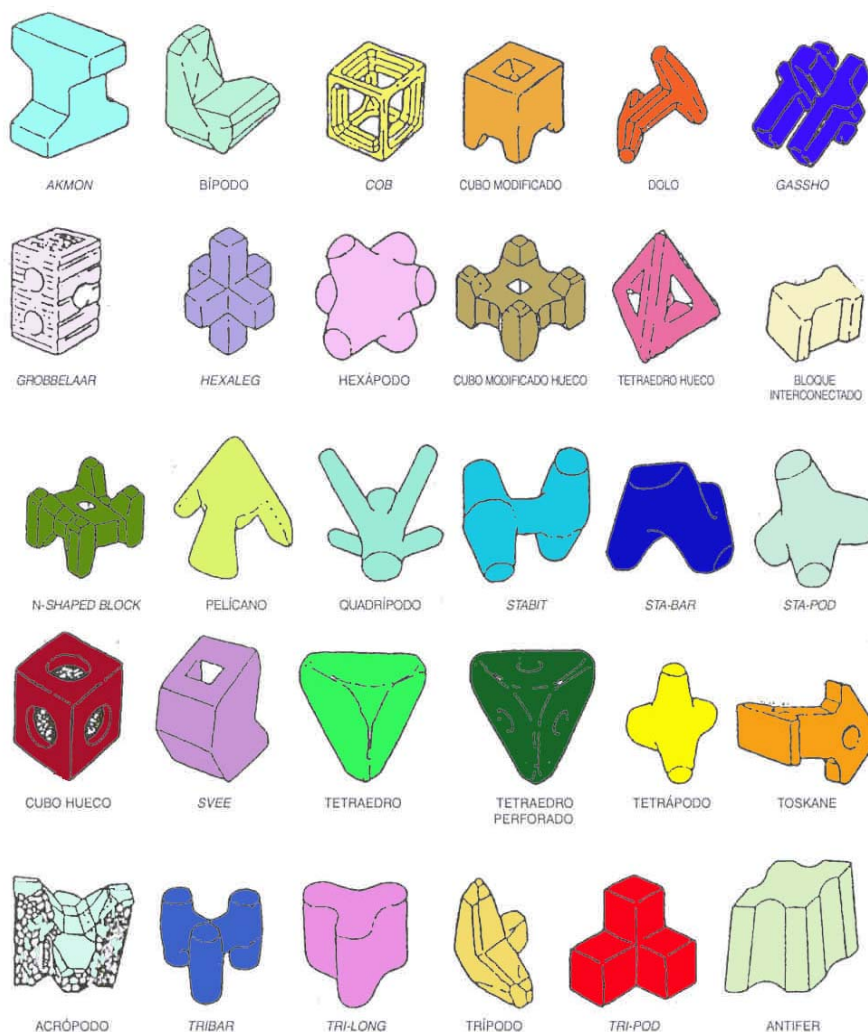 AKMON
BÍPODO
COB
CUBO MODIFICADO
DOLO
GASSHO
GROBBELAAR
HEXALEG
HEXÁPODO
CUBO MODIFICADO HUECO
TETRAEDRO HUECO
BLOQUE
INTERCONECTADO
N-SHAPED BLOCK
PELÍCANO
QUADRÍPODO
STABIT
STA-BAR
STA-POD
CUBO HUECO
SVEE
TETRAEDRO
TETRAEDRO
PERFORADO
TETRÁPODO
TOSKANE
ACRÓPODO
TRIBAR
TRI-LONG
TRÍPODO
TRI-POD
ANTIFER